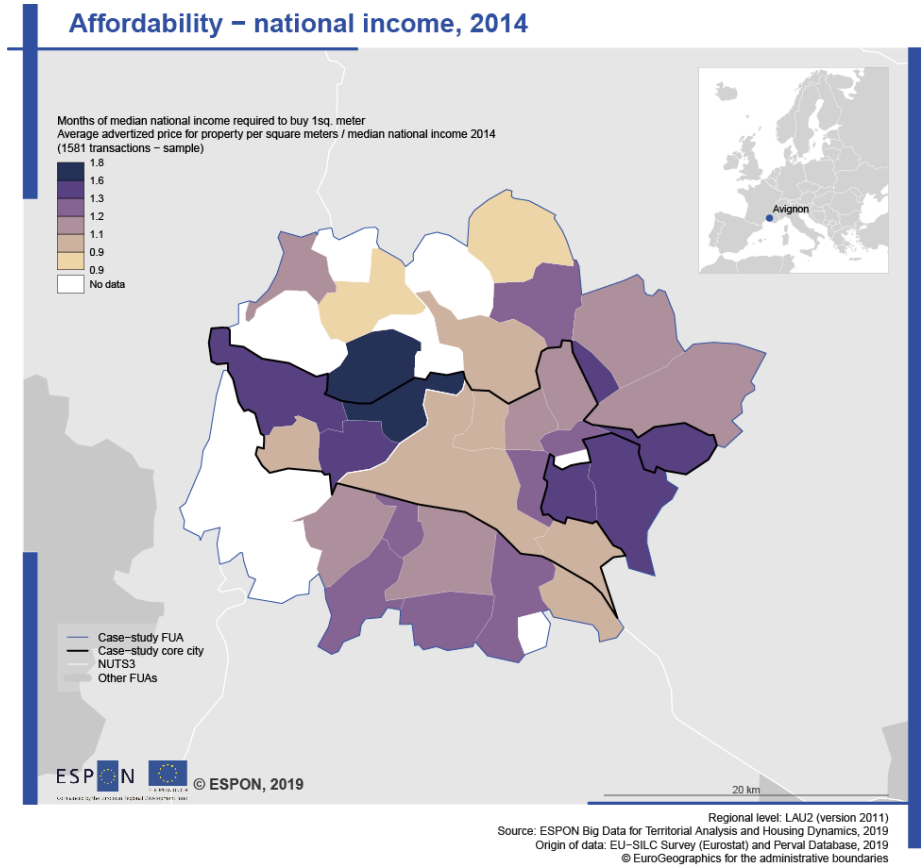 Affordability − national income, 2014
Months of median national income required to buy 1sq. meter
Average advertized price for property per square meters / median national income 2014
(1581 transactions − sample)
1.8
1.6
1.3
1.2
1.1
0.9
0.9
No data
Avignon
Case−study FUA
Case−study core city
NUTS3
Other FUAs
ESPON
© ESPON, 2019
20 km
Regional level: LAU2 (version 2011)
Source: ESPON Big Data for Territorial Analysis and Housing Dynamics, 2019
Origin of data: EU−SILC Survey (Eurostat) and Perval Database, 2019
© EuroGeographics for the administrative boundaries